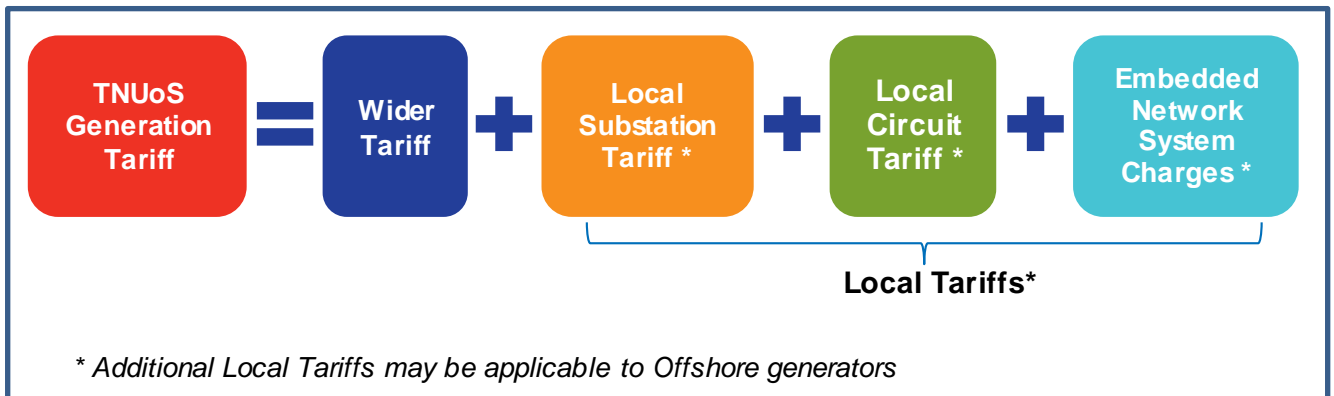 TNUoS
Generation
Tariff
=
Wider
Tariff
+
Local
Substation
Tariff *
+
Local
Circuit
Tariff *
+
Embedded
Network
System
Charges *
Local Tariffs*
* Additional Local Tariffs may be applicable to Offshore generators